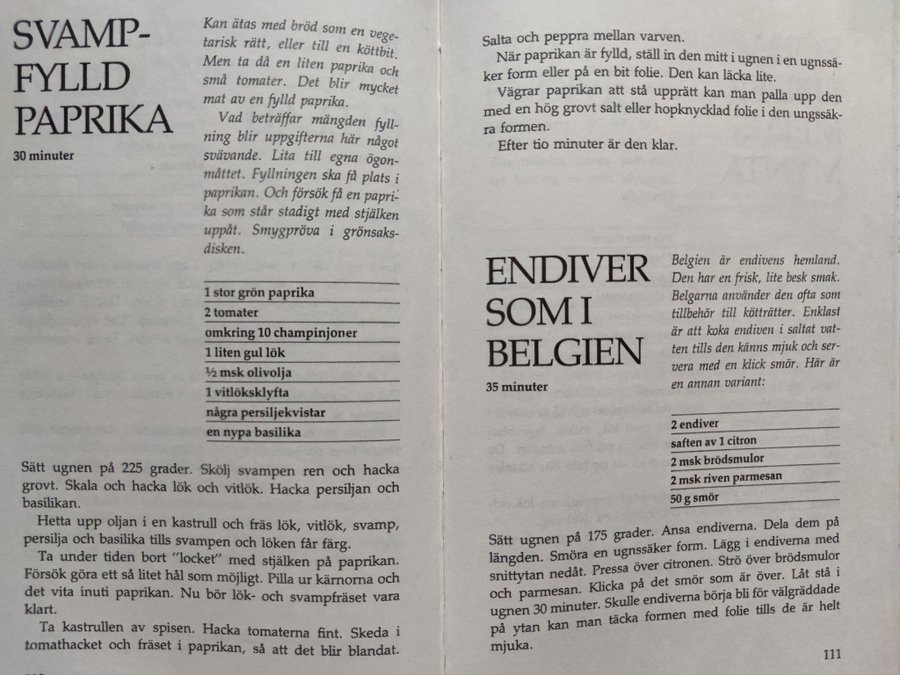 SVAMP-
FYLLD
PAPRIKA
30 minuter
Kan ätas med bröd som en vege-
tarisk rätt, eller till en köttbit.
Men ta då en liten paprika och
små tomater. Det blir mycket
mat av en fylld paprika.
Vad beträffar mängden fyll-
ning blir uppgifterna här något
svävande. Lita till egna ögon-
måttet. Fyllningen ska få plats i
paprikan. Och försök få en papri-
ka som står stadigt med stjälken
uppåt. Smygpröva i grönsaks-
disken.
1 stor grön paprika
2 tomater
omkring 10 champinjoner
1 liten gul lök
½ msk olivolja
1 vitlöksklyfta
några persiljekvistar
en nypa basilika
Sätt ugnen på 225 grader. Skölj svampen ren och hacka
grovt. Skala och hacka lök och vitlök. Hacka persiljan och
basilikan.
Hetta upp oljan i en kastrull och fräs lök, vitlök, svamp,
persilja och basilika tills svampen och löken får färg.
Ta under tiden bort "locket" med stjälken på paprikan.
Försök göra ett så litet hål som möjligt. Pilla ur kärnorna och
det vita inuti paprikan. Nu bör lök- och svampfräset vara
klart.
Ta kastrullen av spisen. Hacka tomaterna fint. Skeda i
tomathacket och fräset i paprikan, så att det blir blandat.
Salta och peppra mellan varven.
När paprikan är fylld, ställ in den mitt i ugnen i en ugnssä-
ker form eller på en bit folie. Den kan läcka lite.
Vägrar paprikan att stå upprätt kan man palla upp den
med en hög grovt salt eller hopknycklad folie i den ungssäk-
ra formen.
Efter tio minuter är den klar.
ENDIVER
SOM I
BELGIEN
35 minuter
Belgien är endivens hemland.
Den har en frisk, lite besk smak.
Belgarna använder den ofta som
tillbehör till kötträtter. Enklast
är att koka endiven i saltat vat-
ten tills den känns mjuk och ser-
vera med en klick smör. Här är
en annan variant:
2 endiver
saften av 1 citron
2 msk brödsmulor
2 msk riven parmesan
50 g smör
Sätt ugnen på 175 grader. Ansa endiverna. Dela dem på
längden. Smöra en ugnssäker form. Lägg i endiverna med
snittytan nedåt. Pressa över citronen. Strö över brödsmulor
och parmesan. Klicka på det smör som är över. Låt stå i
ugnen 30 minuter. Skulle endiverna börja bli för välgräddade
på ytan kan man täcka formen med folie tills de är helt
mjuka.
111